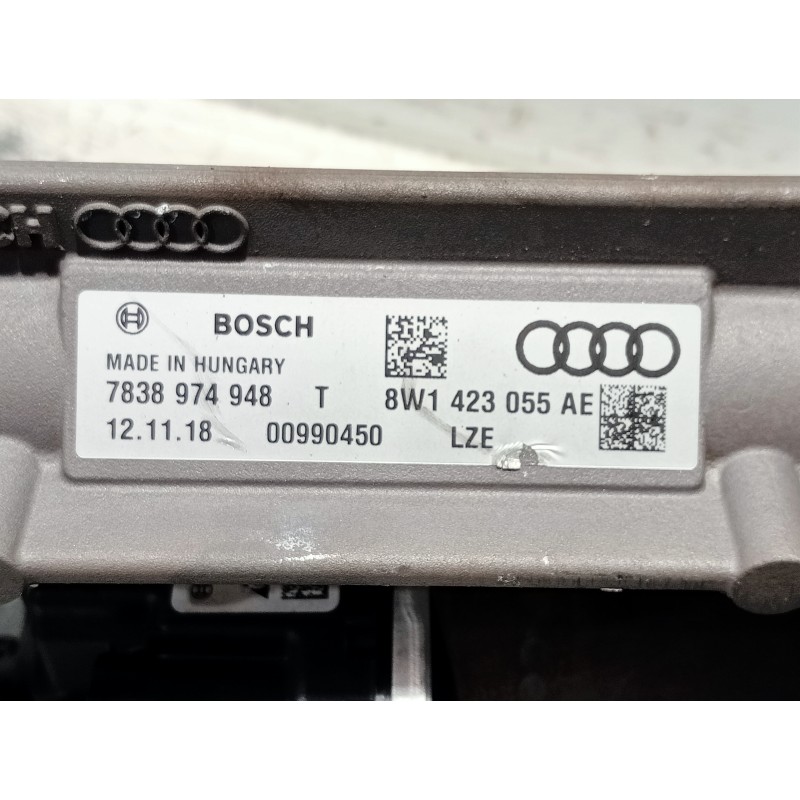 BOSCH
MADE IN HUNGARY
7838 974 948 T 8W1 423 055 AE
12.11.18 00990450 LZE